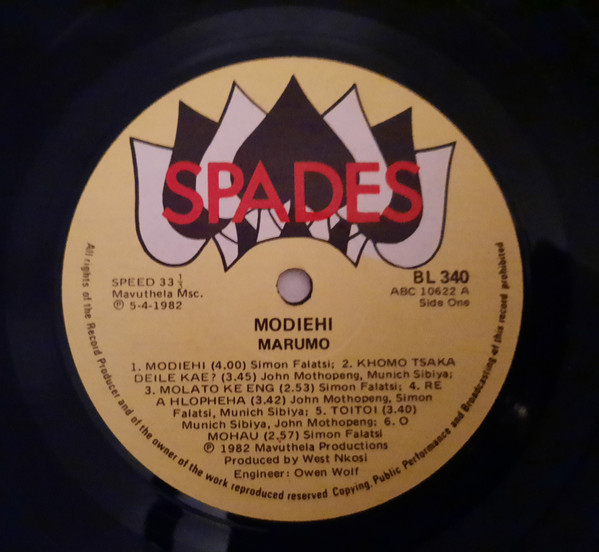 SPADES
SPEED 33 1/3
Mavuthela Msc.
℗ 5-4-1982
BL 340
ABC 10622 A
Side One
MODIEHI
MARUMO
1. MODIEHI (4.00) Simon Falatsi; 2. KHOMO TSAKA
DEILE KAE? (3.45) John Mothopeng, Munich Sibiya;
3. MOLATO KE ENG (2.53) Simon Falatsi; 4. RE
A HLOPHEHA (3.42) John Mothopeng, Simon
Falatsi, Munich Sibiya; 5. TOITOI (3.40)
Munich Sibiya, John Mothopeng; 6. O
MOHAU (2.57) Simon Falatsi
℗ 1982 Mavuthela Productions
Produced by West Nkosi
Engineer: Owen Wolf
All rights of the Record Producer and of the owner of the work reproduced reserved Copying, Public Performance and Broadcasting of this record prohibited